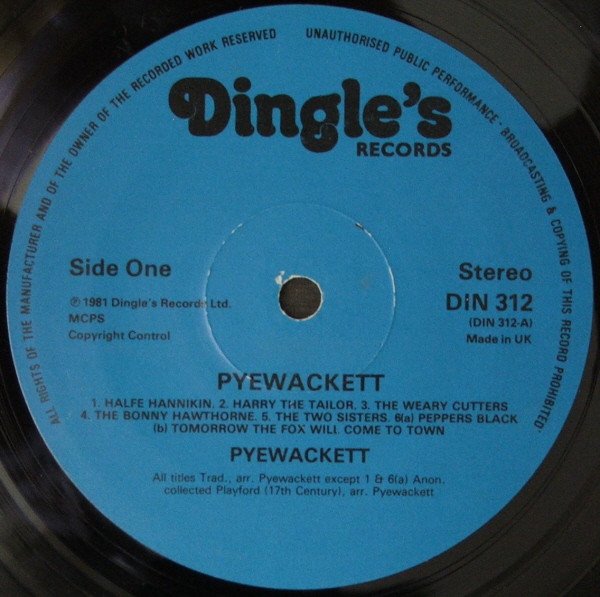 ALL RIGHTS OF THE MANUFACTURER AND OF THE OWNER OF THE RECORDED WORK RESERVED
UNAUTHORISED PUBLIC PERFORMANCE · BROADCASTING & COPYING OF THIS RECORD PROHIBITED
Dingle's
RECORDS
Side One
Stereo
℗ 1981 Dingle's Records Ltd.
MCPS
Copyright Control
DIN 312
(DIN 312-A)
Made in UK
PYEWACKETT
1. HALFE HANNIKIN. 2. HARRY THE TAILOR. 3. THE WEARY CUTTERS
4. THE BONNY HAWTHORNE. 5. THE TWO SISTERS. 6(a) PEPPERS BLACK
(b) TOMORROW THE FOX WILL COME TO TOWN
PYEWACKETT
All titles Trad., arr. Pyewackett except 1 & 6(a) Anon.
collected Playford (17th Century), arr. Pyewackett